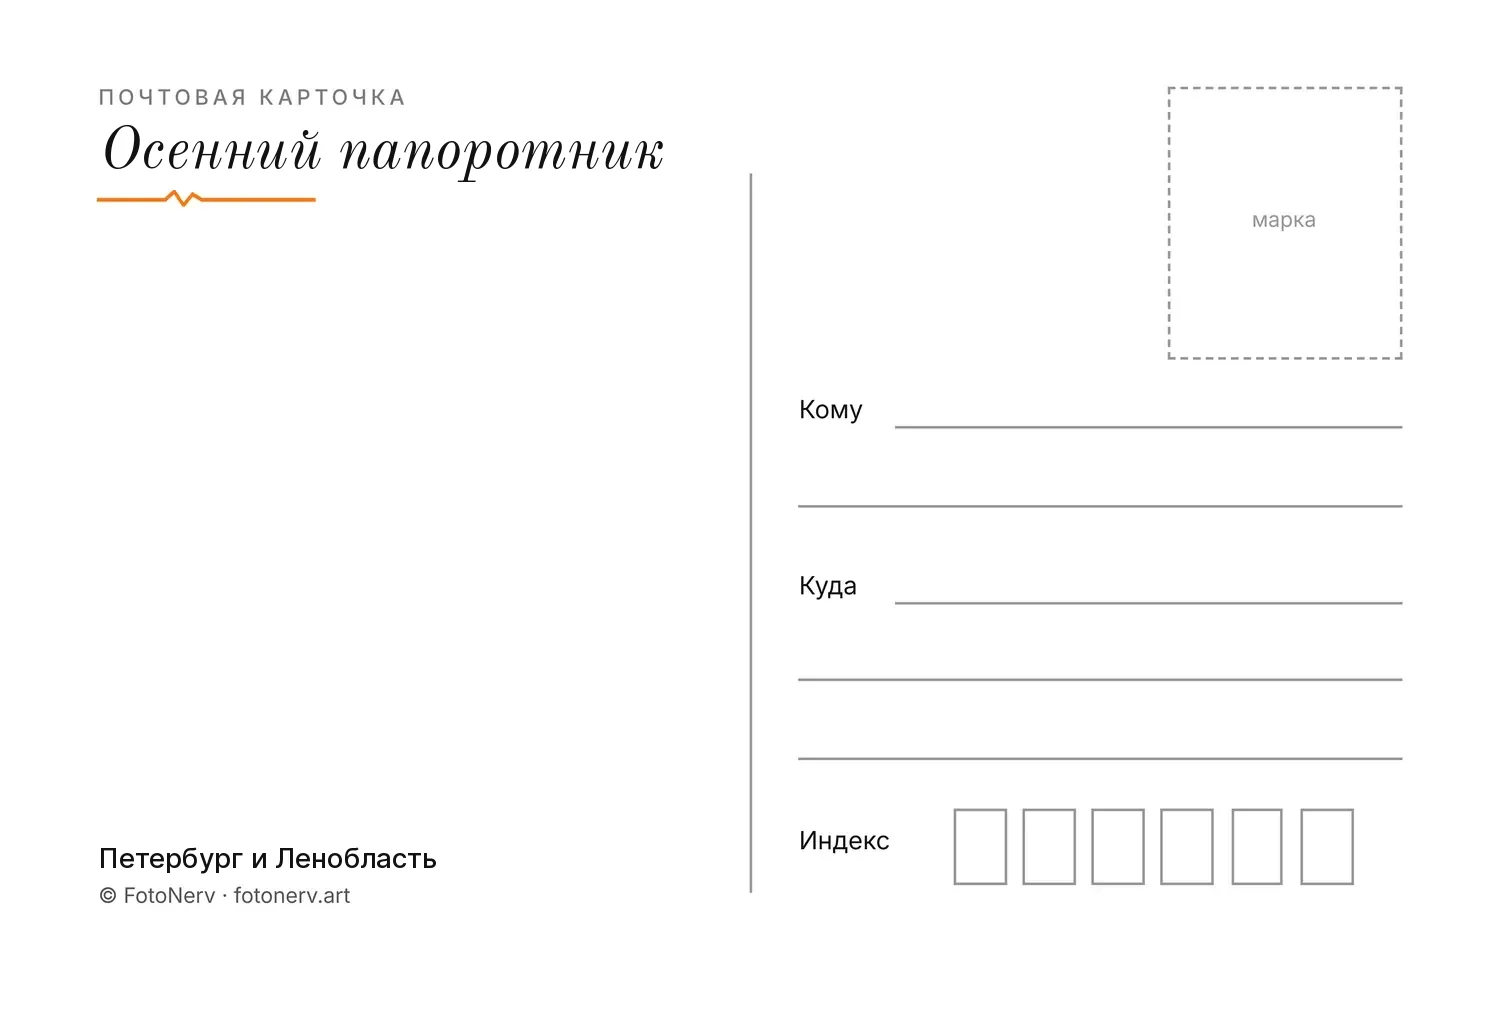 ПОЧТОВАЯ КАРТОЧКА
Осенний папоротник
марка
Кому
Куда
Индекс
Петербург и Ленобласть
© FotoNerv · fotonerv.art